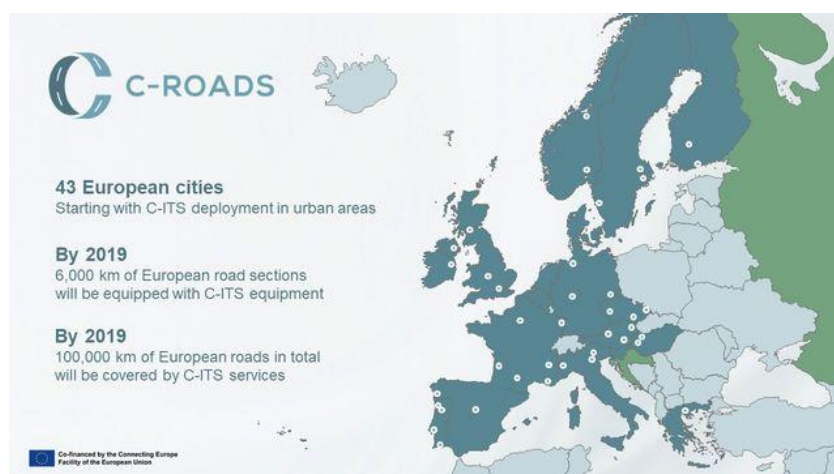 C-ROADS
43 European cities
Starting with C-ITS deployment in urban areas
By 2019
6,000 km of European road sections
will be equipped with C-ITS equipment
By 2019
100,000 km of European roads in total
will be covered by C-ITS services
Co-financed by the Connecting Europe
Facility of the European Union